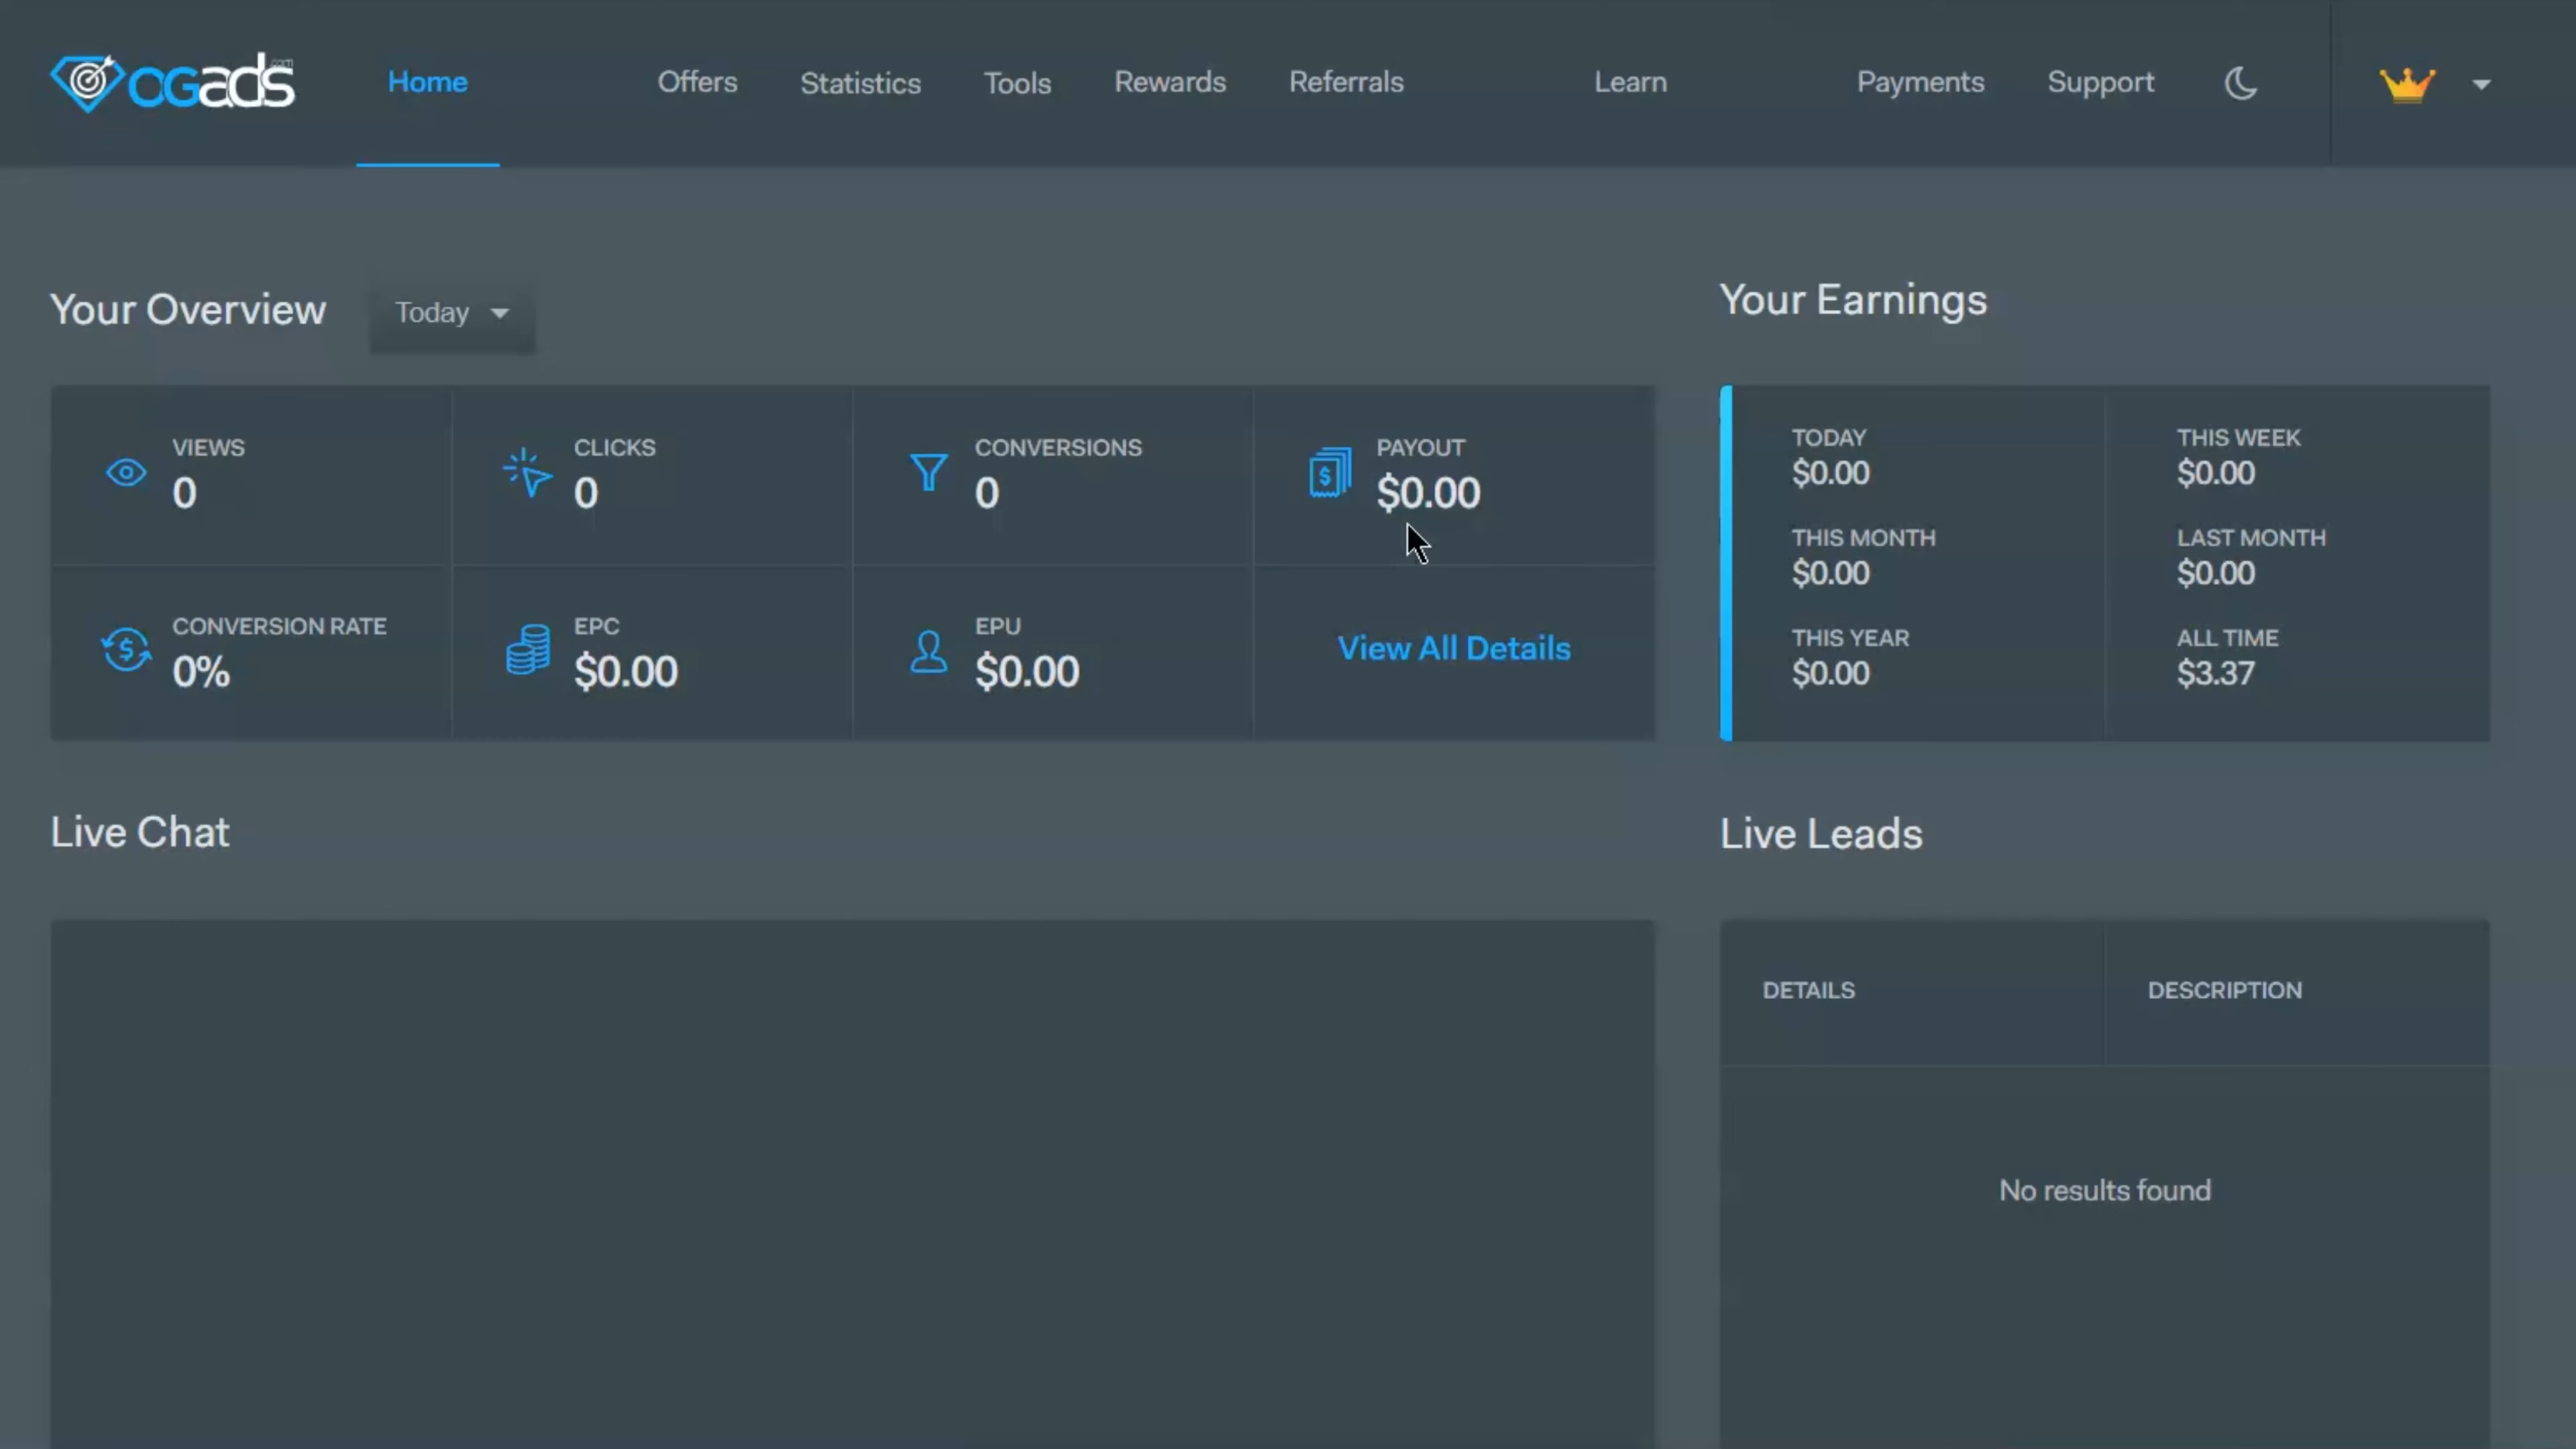 ogads.com
Home Offers Statistics Tools Rewards Referrals Learn Payments Support
Your Overview Today
VIEWS
0
CLICKS
0
CONVERSIONS
0
PAYOUT
$0.00
CONVERSION RATE
0%
EPC
$0.00
EPU
$0.00
View All Details
Your Earnings
TODAY
$0.00
THIS WEEK
$0.00
THIS MONTH
$0.00
LAST MONTH
$0.00
THIS YEAR
$0.00
ALL TIME
$3.37
Live Chat
Live Leads
DETAILS DESCRIPTION
No results found